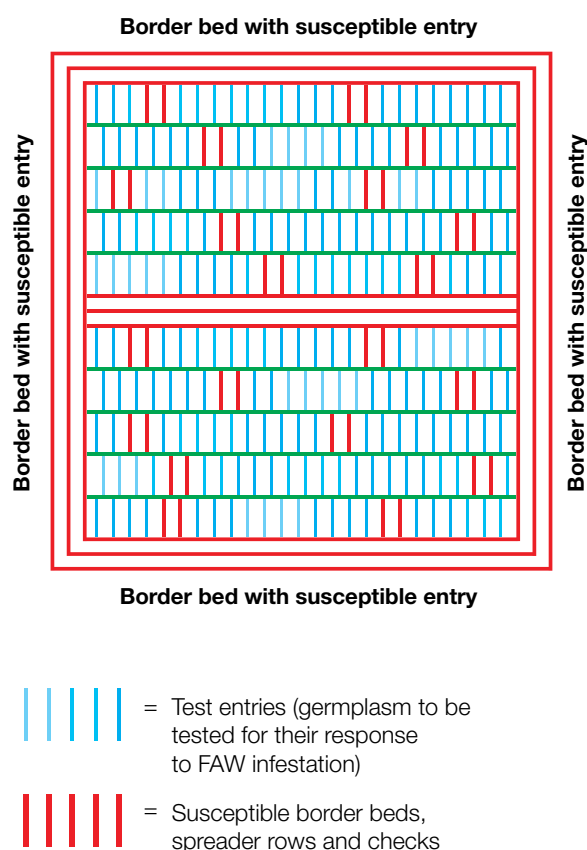 Border bed with susceptible entry
Border bed with susceptible entry
Border bed with susceptible entry
Border bed with susceptible entry
= Test entries (germplasm to be
tested for their response
to FAW infestation)
= Susceptible border beds,
spreader rows and checks